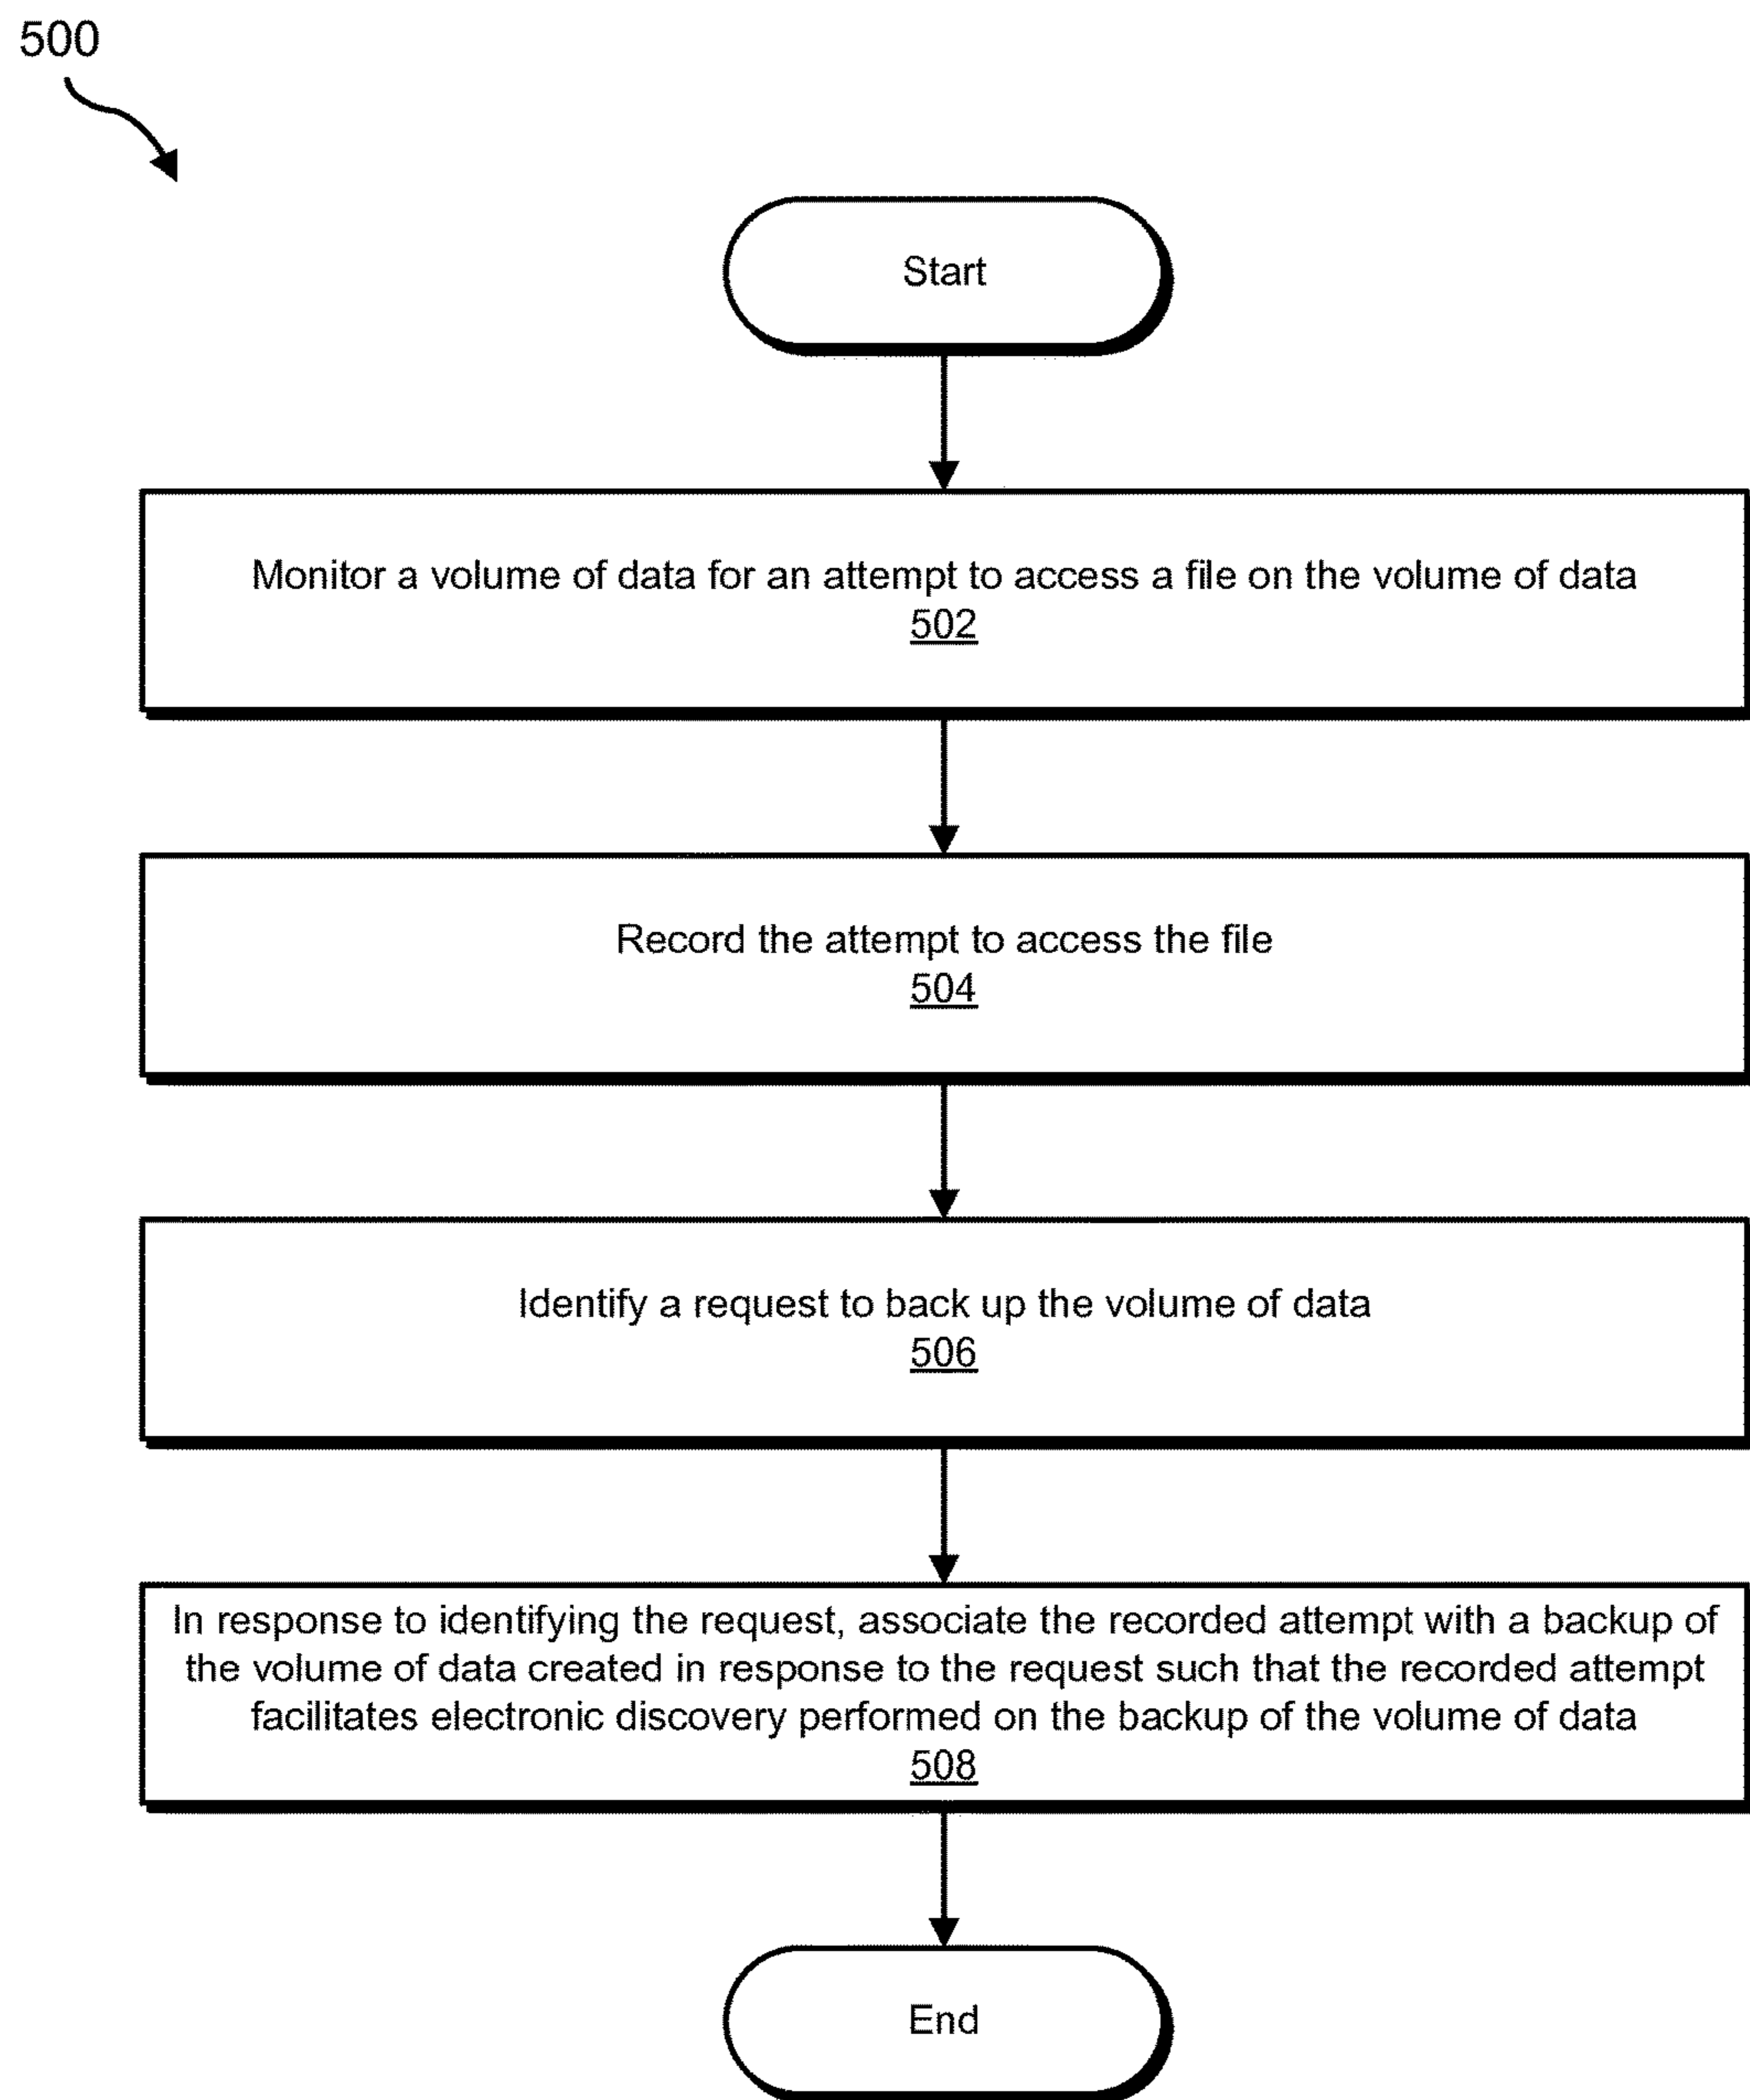 500
Start
Monitor a volume of data for an attempt to access a file on the volume of data
502
Record the attempt to access the file
504
Identify a request to back up the volume of data
506
In response to identifying the request, associate the recorded attempt with a backup of
the volume of data created in response to the request such that the recorded attempt
facilitates electronic discovery performed on the backup of the volume of data
508
End